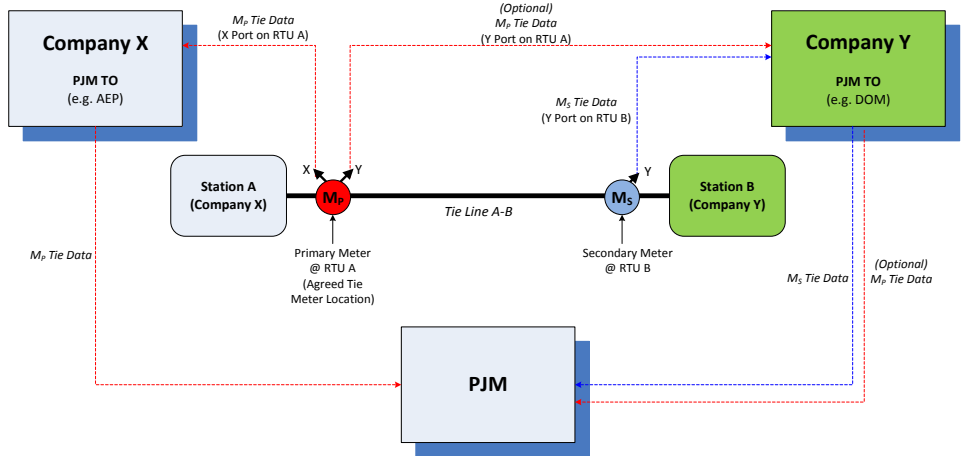 Company X
PJM TO
(e.g. AEP)
M_P Tie Data
(X Port on RTU A)
(Optional)
M_P Tie Data
(Y Port on RTU A)
Company Y
PJM TO
(e.g. DOM)
M_S Tie Data
(Y Port on RTU B)
Station A
(Company X)
X
Y
M_P
Tie Line A-B
Y
M_S
Station B
(Company Y)
Primary Meter
@ RTU A
(Agreed Tie
Meter Location)
Secondary Meter
@ RTU B
M_P Tie Data
M_S Tie Data
(Optional)
M_P Tie Data
PJM